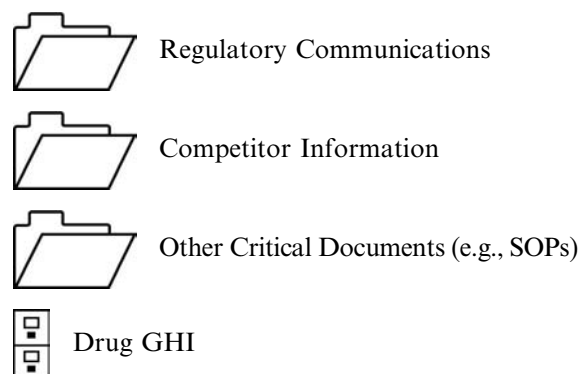 Regulatory Communications
Competitor Information
Other Critical Documents (e.g., SOPs)
Drug GHI